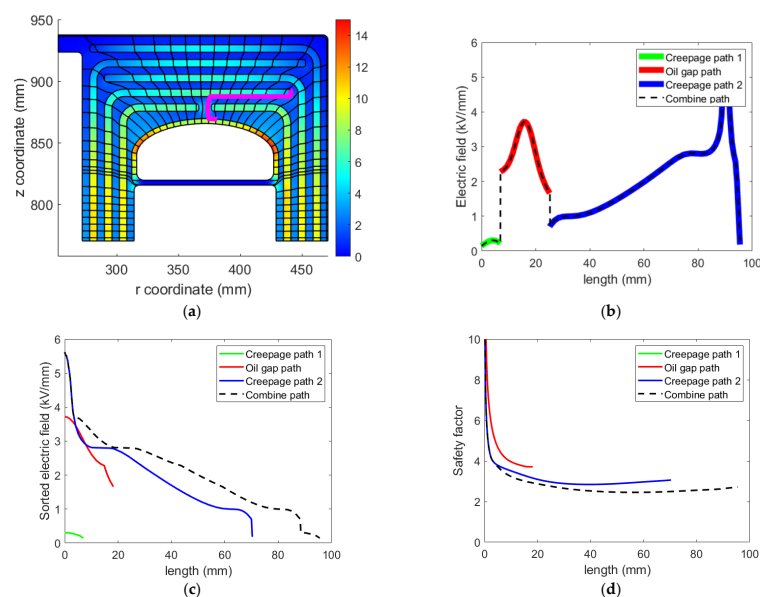 950
900
850
800
z coordinate (mm)
300
350
400
450
r coordinate (mm)
14
12
10
8
6
4
2
0
(a)
6
5
4
3
2
1
0
Electric field (kV/mm)
0
20
40
60
80
100
length (mm)
Creepage path 1
Oil gap path
Creepage path 2
Combine path
(b)
6
5
4
3
2
1
0
Sorted electric field (kV/mm)
0
20
40
60
80
100
length (mm)
Creepage path 1
Oil gap path
Creepage path 2
Combine path
(c)
10
8
6
4
2
0
Safety factor
0
20
40
60
80
100
length (mm)
Creepage path 1
Oil gap path
Creepage path 2
Combine path
(d)